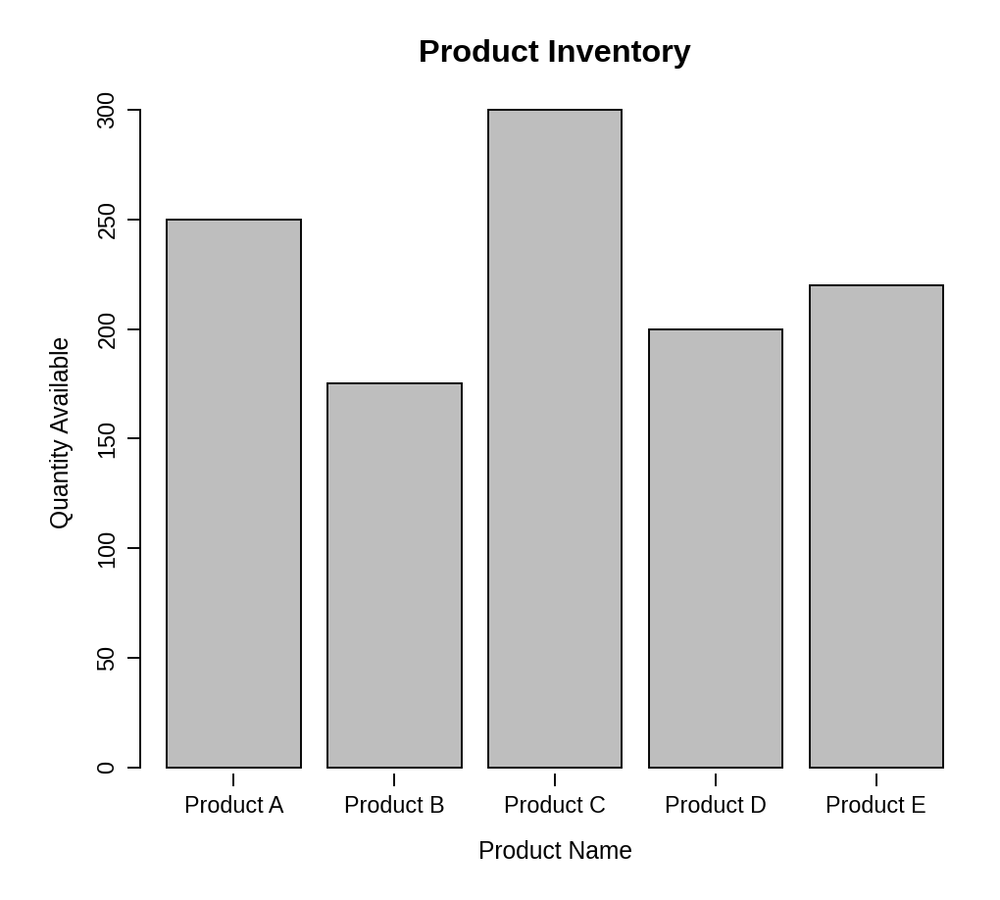 Product Inventory
300
250
200
150
100
50
0
Quantity Available
Product A
Product B
Product C
Product D
Product E
Product Name